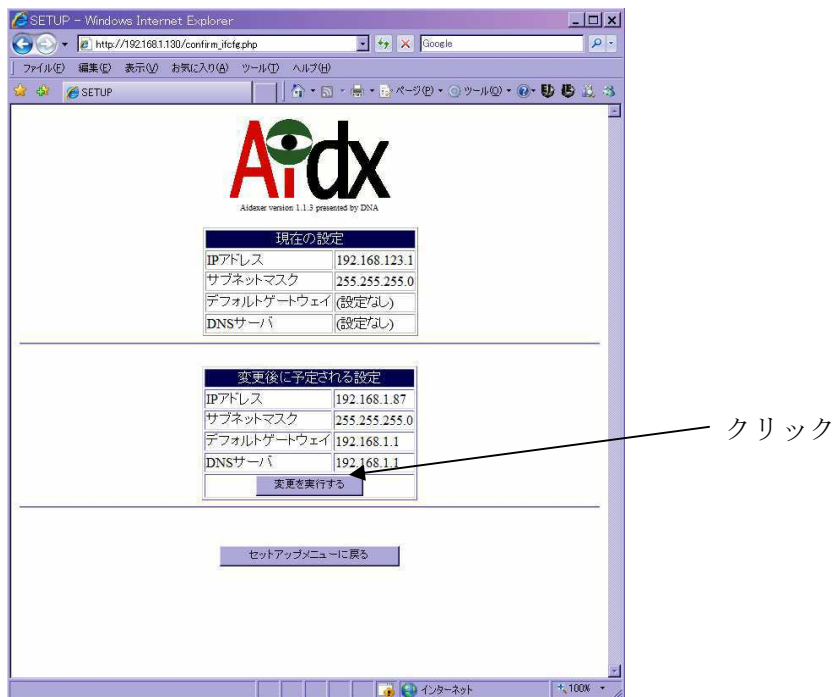 SETUP - Windows Internet Explorer
http://192.168.1.130/confirm_ifcfg.php
Google
ファイル(F) 編集(E) 表示(V) お気に入り(A) ツール(T) ヘルプ(H)
SETUP
ページ(P) ツール(O)
Aidx
Aidexer version 1.1.3 presented by DNA
現在の設定
IPアドレス 192.168.123.1
サブネットマスク 255.255.255.0
デフォルトゲートウェイ (設定なし)
DNSサーバ (設定なし)
変更後に予定される設定
IPアドレス 192.168.1.87
サブネットマスク 255.255.255.0
デフォルトゲートウェイ 192.168.1.1
クリック
DNSサーバ 192.168.1.1
変更を実行する
セットアップメニューに戻る
インターネット 100%